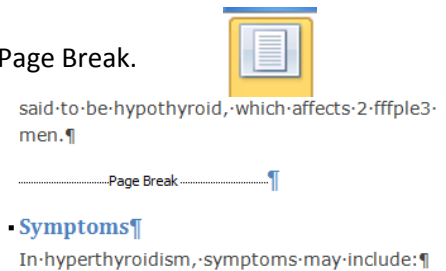 Page Break.
said·to·be·hypothyroid,·which·affects·2·fffple3·
men.¶
Page Break¶
Symptoms¶
In·hyperthyroidism,·symptoms·may·include:¶